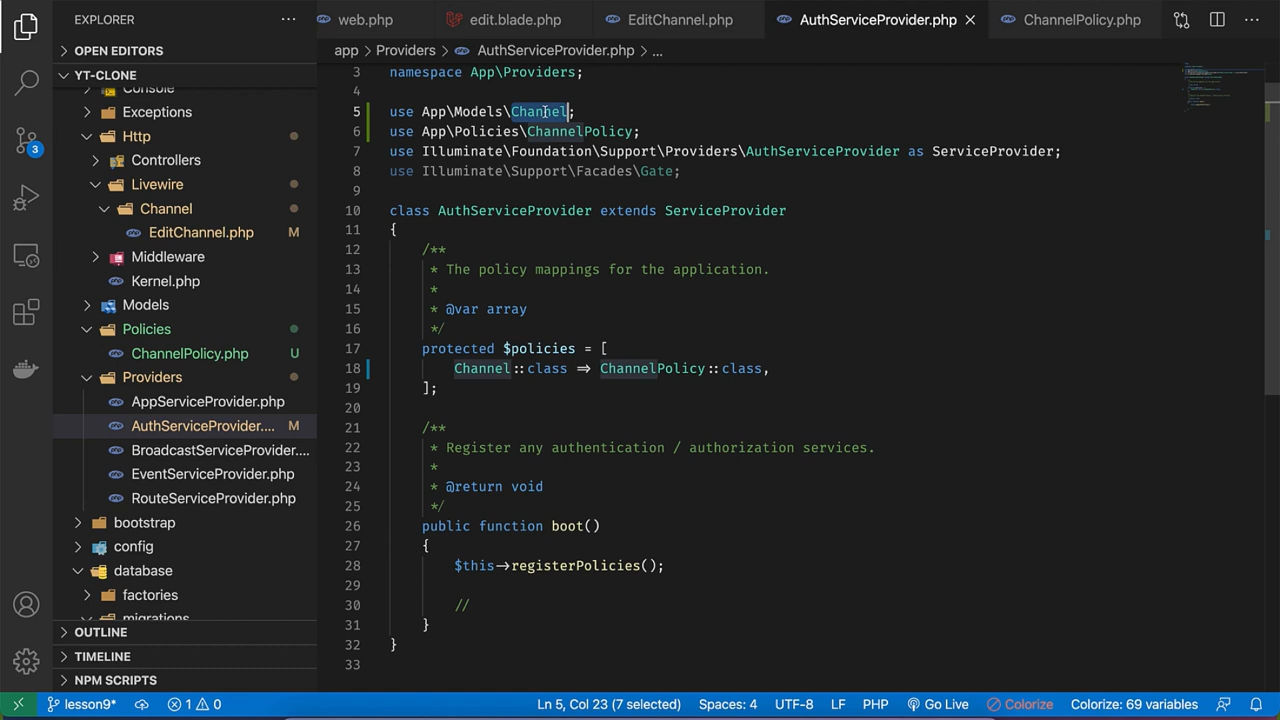 EXPLORER
OPEN EDITORS
YT-CLONE
Console
Exceptions
Http
Controllers
Livewire
Channel
EditChannel.php M
Middleware
Kernel.php
Models
Policies
ChannelPolicy.php U
Providers
AppServiceProvider.php
AuthServiceProvider.... M
BroadcastServiceProvider....
EventServiceProvider.php
RouteServiceProvider.php
bootstrap
config
database
factories
migrations
OUTLINE
TIMELINE
NPM SCRIPTS
3
web.php edit.blade.php EditChannel.php AuthServiceProvider.php ChannelPolicy.php
app > Providers > AuthServiceProvider.php > ...
3 namespace App\Providers;
4
5 use App\Models\Channel;
6 use App\Policies\ChannelPolicy;
7 use Illuminate\Foundation\Support\Providers\AuthServiceProvider as ServiceProvider;
8 use Illuminate\Support\Facades\Gate;
9
10 class AuthServiceProvider extends ServiceProvider
11 {
12 /**
13 * The policy mappings for the application.
14 *
15 * @var array
16 */
17 protected $policies = [
18 Channel::class => ChannelPolicy::class,
19 ];
20
21 /**
22 * Register any authentication / authorization services.
23 *
24 * @return void
25 */
26 public function boot()
27 {
28 $this->registerPolicies();
29
30 //
31 }
32 }
33
lesson9* 1 0 Ln 5, Col 23 (7 selected) Spaces: 4 UTF-8 LF PHP Go Live Colorize Colorize: 69 variables